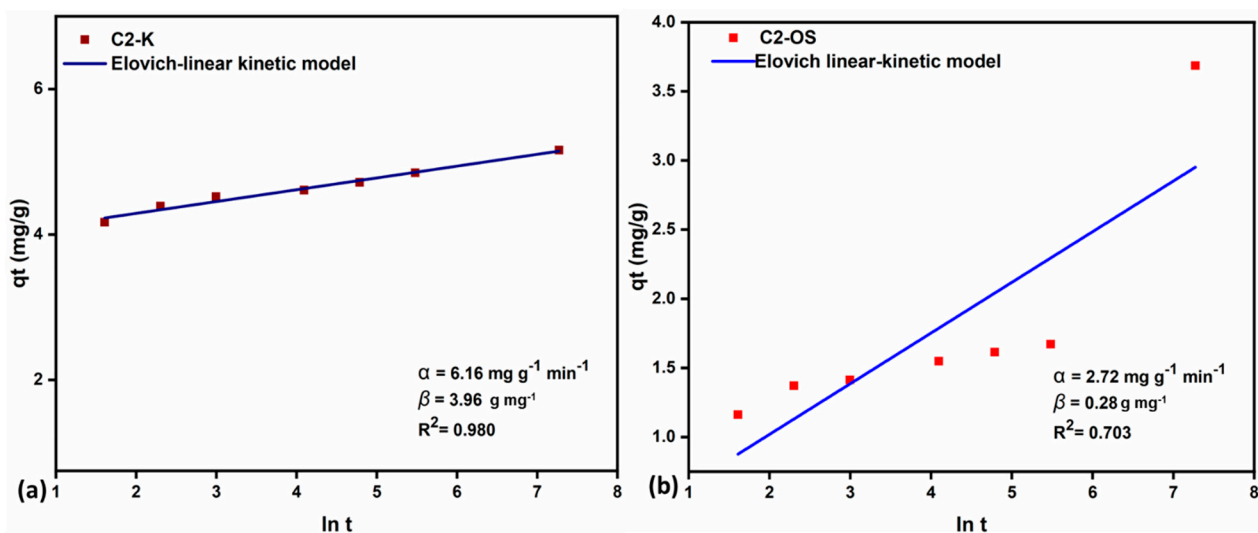 C2-K
Elovich-linear kinetic model
6
4
2
qt (mg/g)
α = 6.16 mg g⁻¹ min⁻¹
β = 3.96 g mg⁻¹
R²= 0.980
(a)
1 2 3 4 5 6 7 8
ln t
C2-OS
Elovich linear-kinetic model
4.0
3.5
3.0
2.5
2.0
1.5
1.0
qt (mg/g)
α = 2.72 mg g⁻¹ min⁻¹
β = 0.28 g mg⁻¹
R²= 0.703
(b)
1 2 3 4 5 6 7 8
ln t